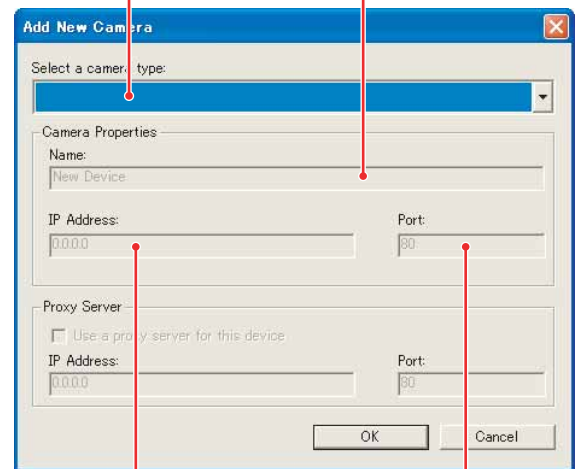 Add New Camera
Select a camera type:
Camera Properties
Name:
New Device
IP Address:
Port:
0.0.0.0
80
Proxy Server
Use a proxy server for this device
IP Address:
Port:
0.0.0.0
80
OK
Cancel